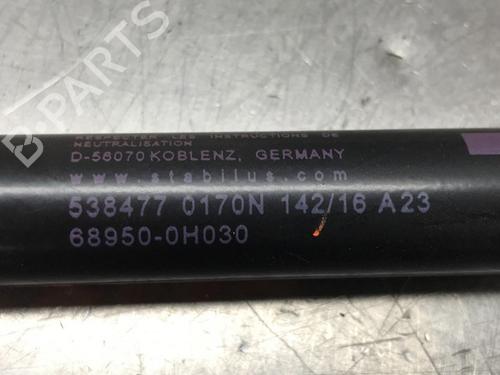 B-PARTS
RESPECTER LES INSTRUCTIONS DE
NEUTRALISATION
D-56070 KOBLENZ, GERMANY
www.stabilus.com
538477 0170N 142/16 A23
68950-0H030